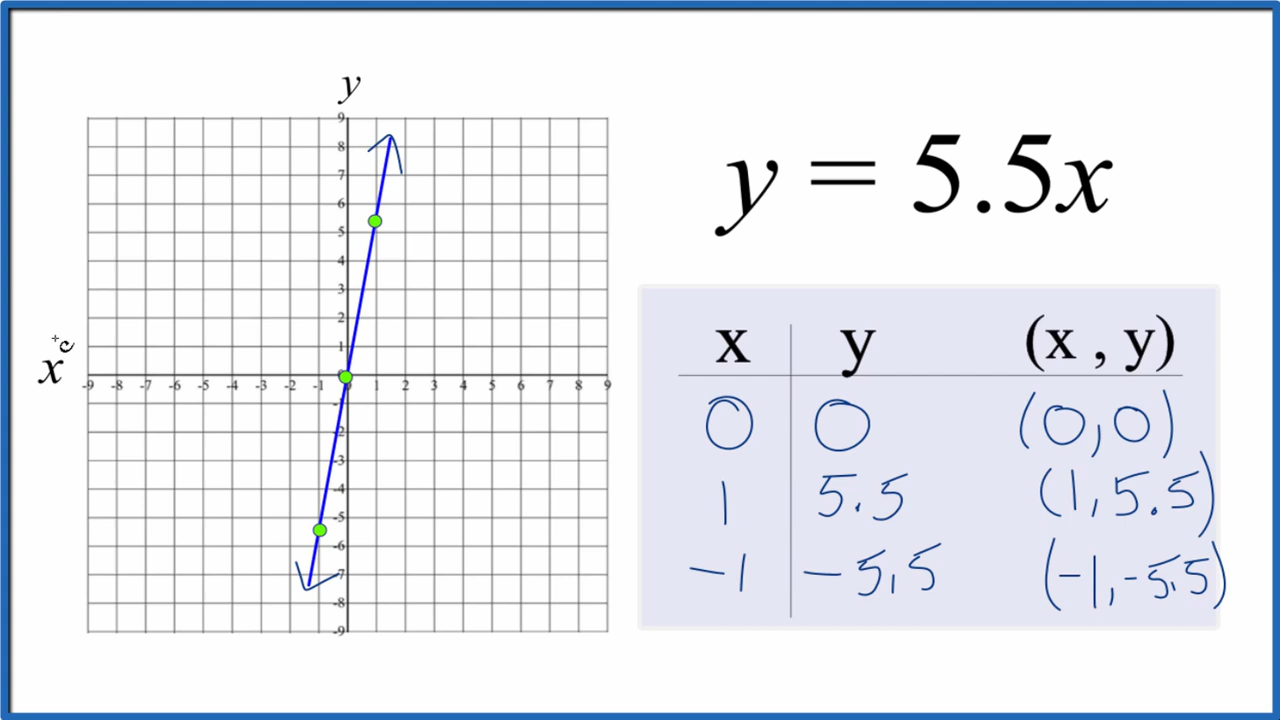 y
y = 5.5x
9
8
7
6
5
4
3
2
1
x
-9 -8 -7 -6 -5 -4 -3 -2 -1 0 1 2 3 4 5 6 7 8 9
-1
-2
-3
-4
-5
-6
-7
-8
-9
x y (x , y)
0 0 (0,0)
1 5.5 (1,5.5)
-1 -5.5 (-1,-5.5)